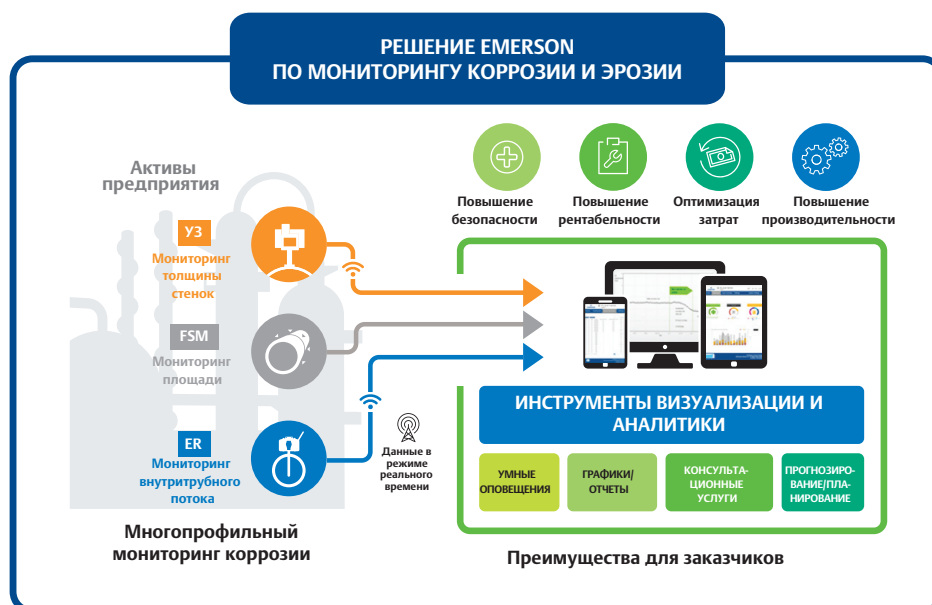 РЕШЕНИЕ EMERSON
ПО МОНИТОРИНГУ КОРРОЗИИ И ЭРОЗИИ
Активы
предприятия
УЗ
Мониторинг
толщины
стенок
FSM
Мониторинг
площади
ER
Мониторинг
внутритрубного
потока
Многопрофильный
мониторинг коррозии
Данные в
режиме
реального
времени
Повышение
безопасности
Повышение
рентабельности
Оптимизация
затрат
Повышение
производительности
ИНСТРУМЕНТЫ ВИЗУАЛИЗАЦИИ И
АНАЛИТИКИ
УМНЫЕ
ОПОВЕЩЕНИЯ
ГРАФИКИ/
ОТЧЕТЫ
КОНСУЛЬТА-
ЦИОННЫЕ
УСЛУГИ
ПРОГНОЗИРО-
ВАНИЕ/ПЛА-
НИРОВАНИЕ
Преимущества для заказчиков